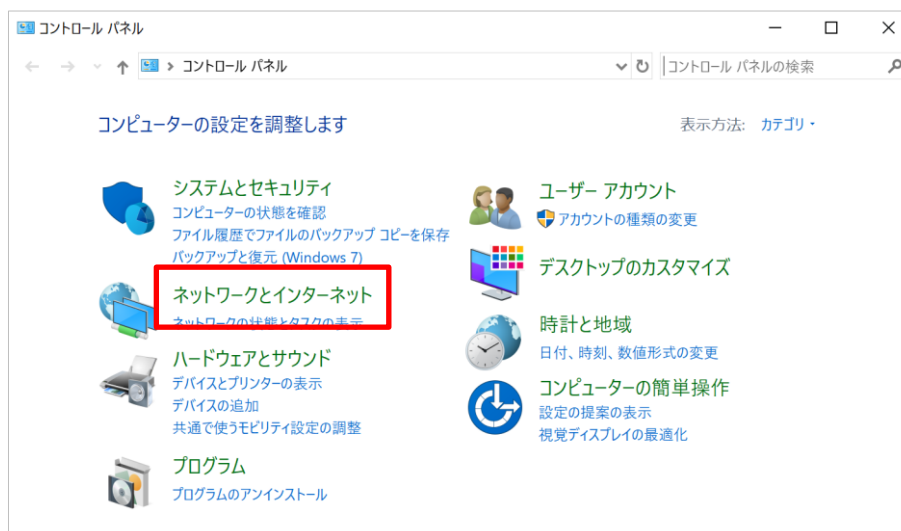 コントロール パネル
コントロール パネル
コントロール パネルの検索
コンピューターの設定を調整します
表示方法: カテゴリ
システムとセキュリティ
コンピューターの状態を確認
ファイル履歴でファイルのバックアップ コピーを保存
バックアップと復元 (Windows 7)
ネットワークとインターネット
ネットワークの状態とタスクの表示
ハードウェアとサウンド
デバイスとプリンターの表示
デバイスの追加
共通で使うモビリティ設定の調整
プログラム
プログラムのアンインストール
ユーザー アカウント
アカウントの種類の変更
デスクトップのカスタマイズ
時計と地域
日付、時刻、数値形式の変更
コンピューターの簡単操作
設定の提案の表示
視覚ディスプレイの最適化